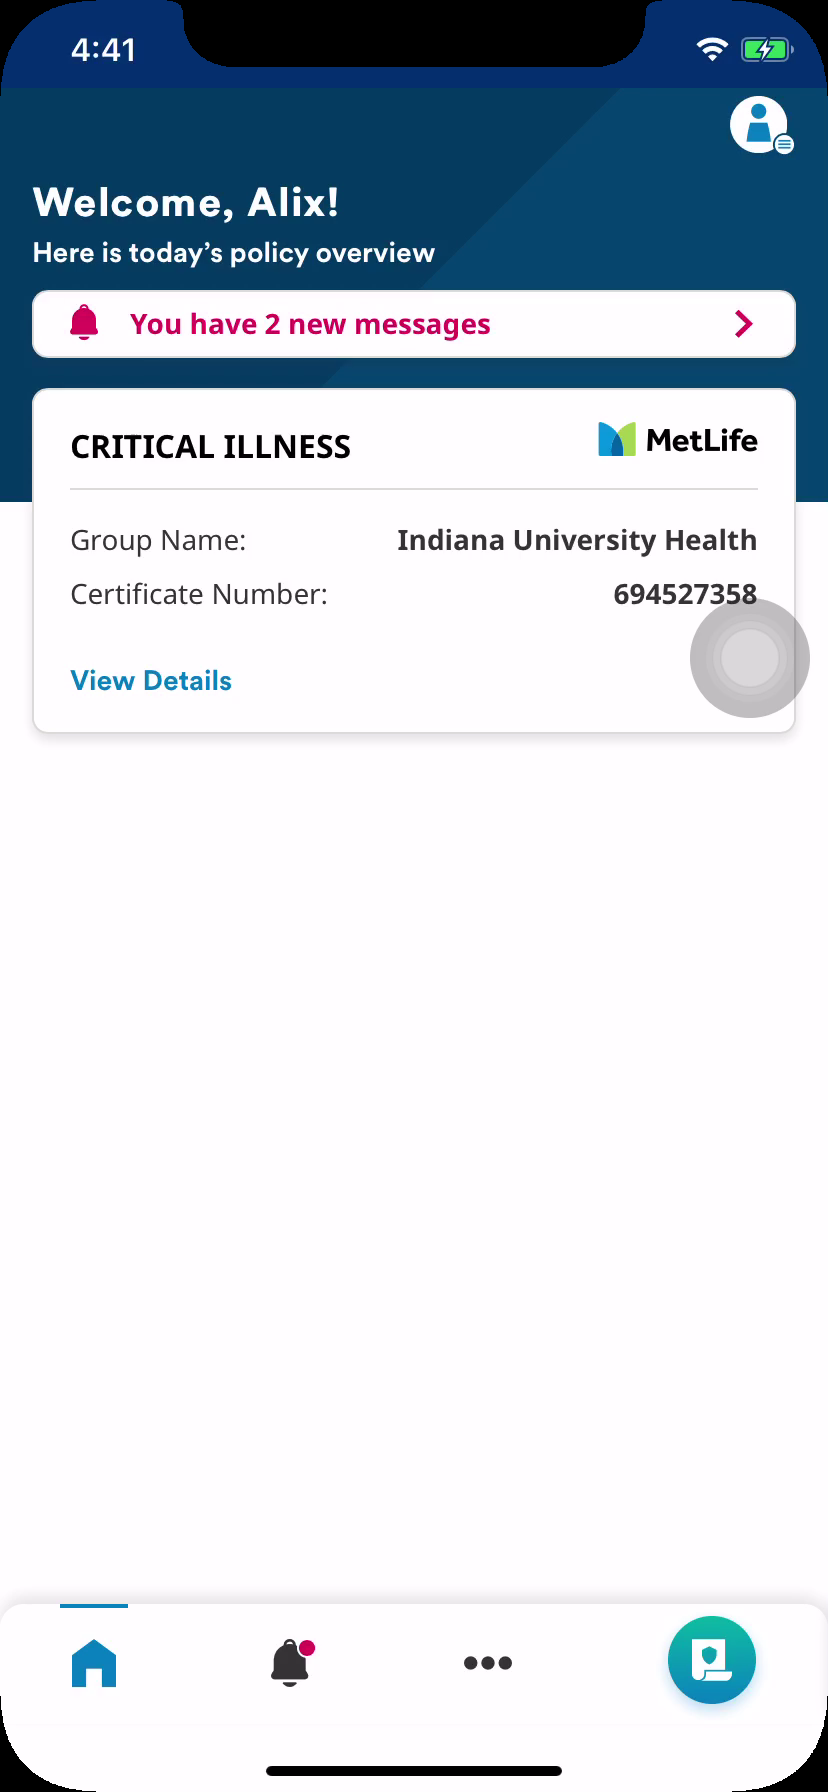 4:41
Welcome, Alix!
Here is today's policy overview
You have 2 new messages
CRITICAL ILLNESS
MetLife
Group Name: Indiana University Health
Certificate Number: 694527358
View Details